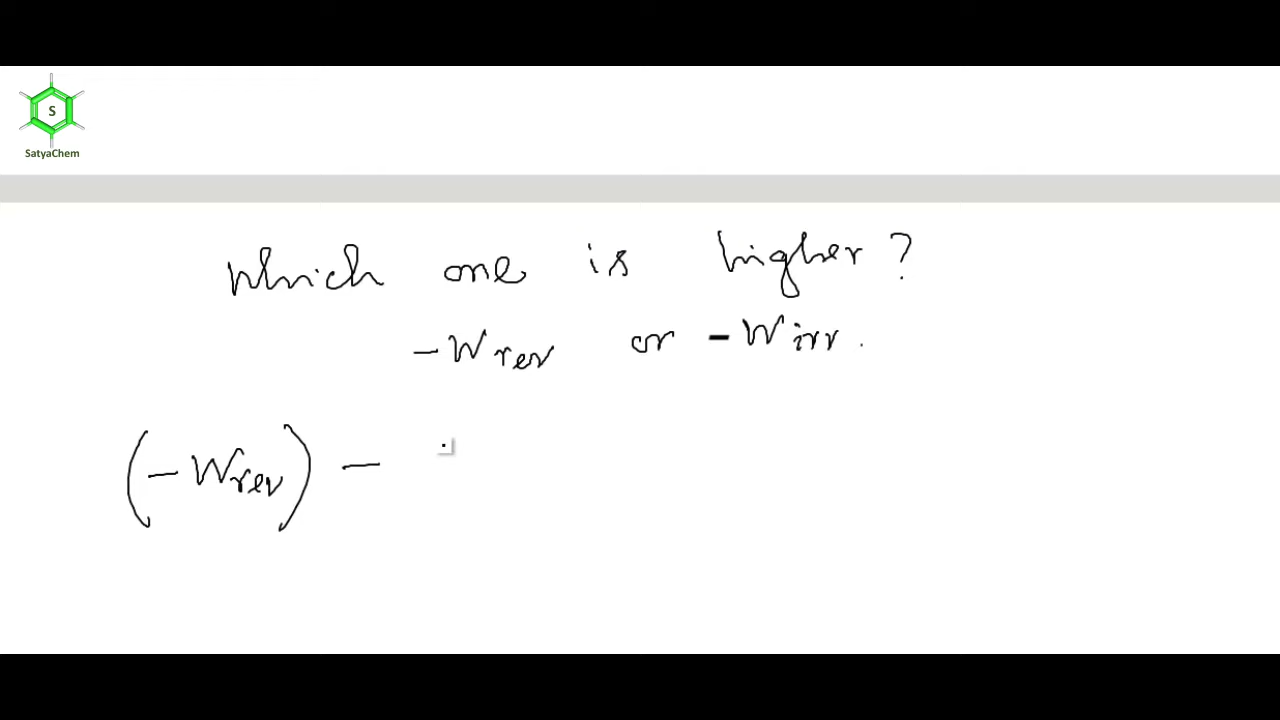 S
SatyaChem
Which one is higher?
-Wrev or -Wirr.
(-Wrev) -